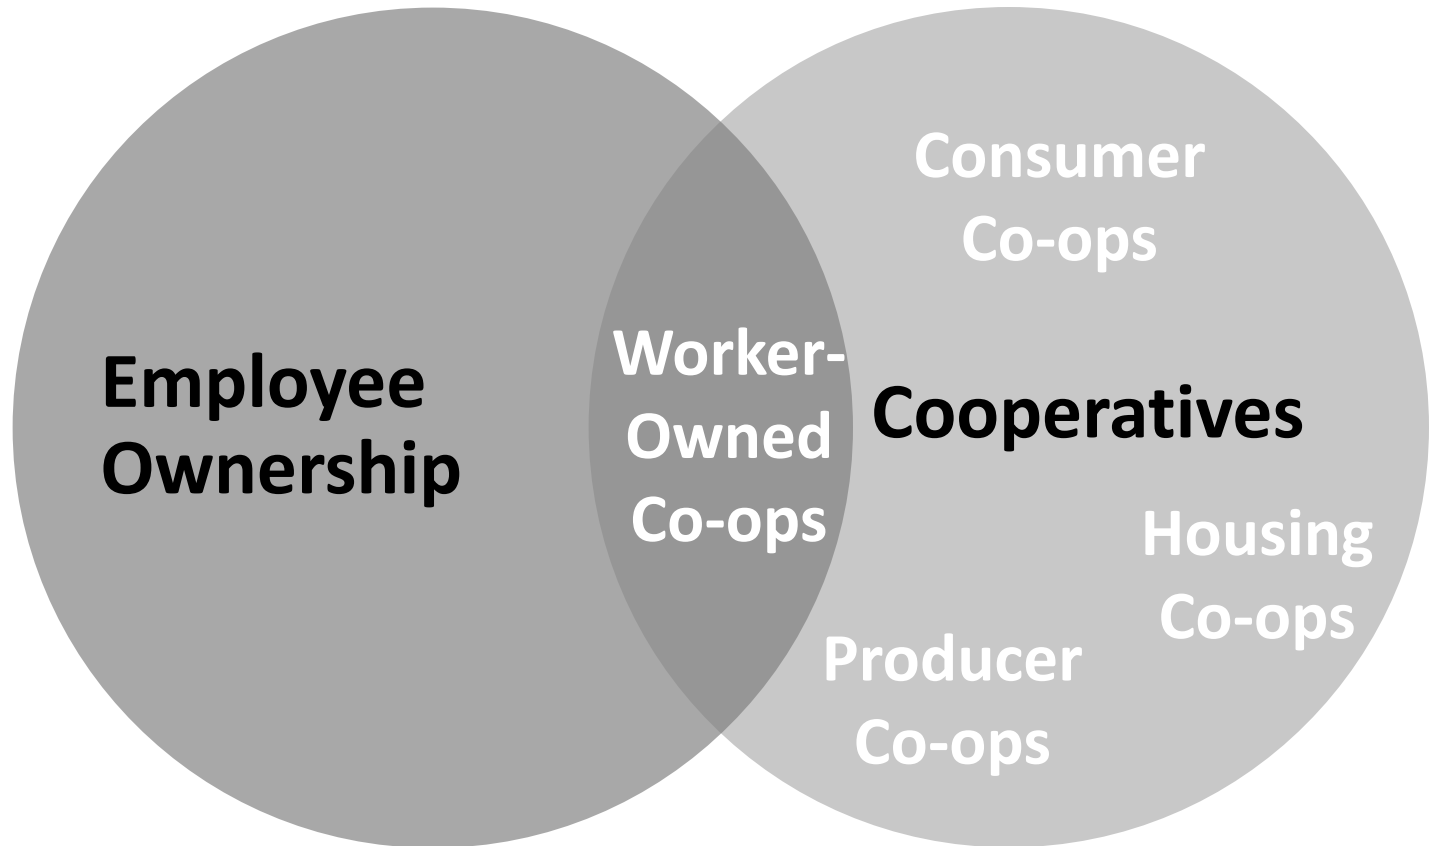 Employee
Ownership
Worker-
Owned
Co-ops
Consumer
Co-ops
Cooperatives
Housing
Co-ops
Producer
Co-ops